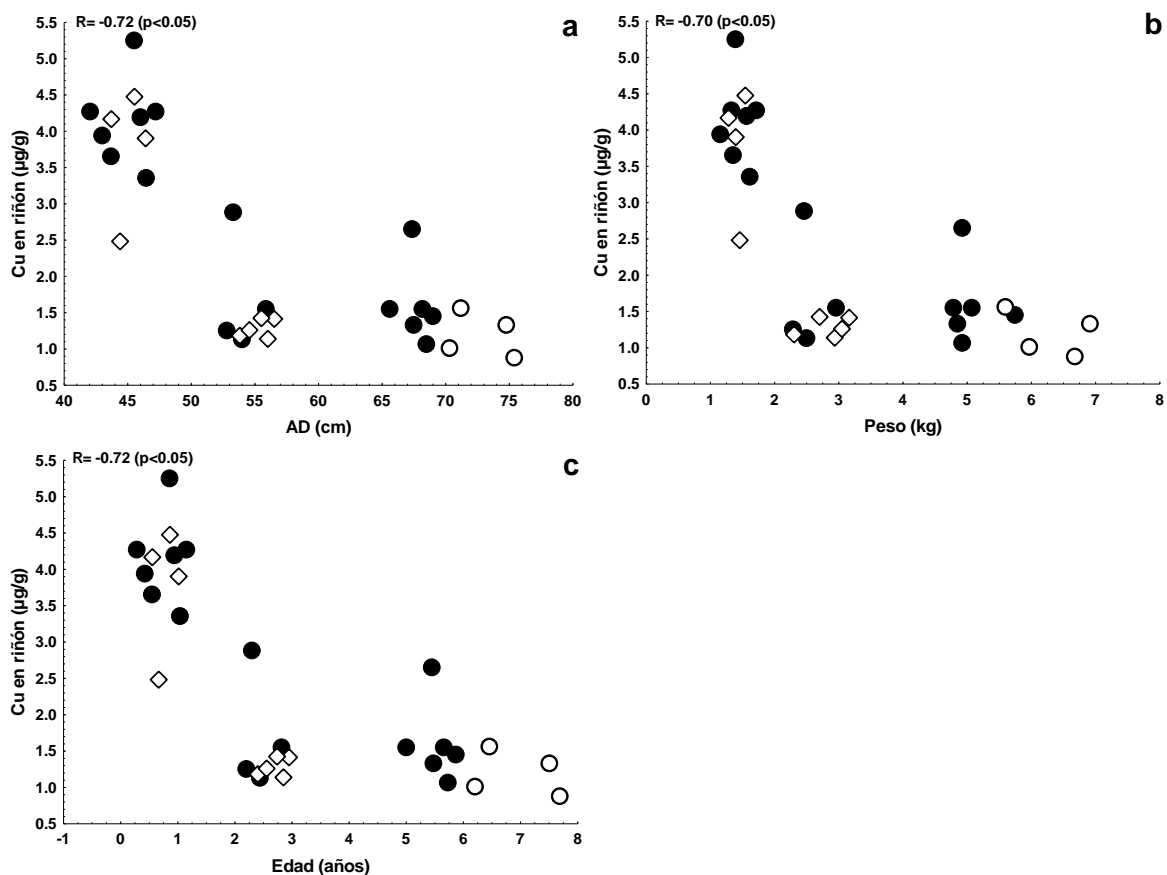 R= -0.72 (p<0.05)
a
5.5
5.0
4.5
4.0
3.5
3.0
2.5
2.0
1.5
1.0
0.5
Cu en riñón (µg/g)
40 45 50 55 60 65 70 75 80
AD (cm)
R= -0.70 (p<0.05)
b
5.5
5.0
4.5
4.0
3.5
3.0
2.5
2.0
1.5
1.0
0.5
Cu en riñón (µg/g)
0 1 2 3 4 5 6 7 8
Peso (kg)
R= -0.72 (p<0.05)
c
5.5
5.0
4.5
4.0
3.5
3.0
2.5
2.0
1.5
1.0
0.5
Cu en riñón (µg/g)
-1 0 1 2 3 4 5 6 7 8
Edad (años)